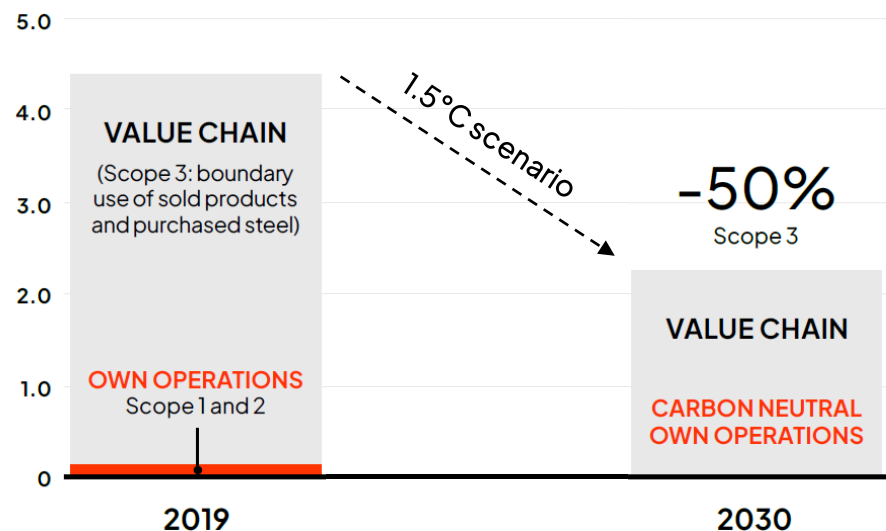 5.0
4.0
3.0
2.0
1.0
0
VALUE CHAIN
(Scope 3: boundary
use of sold products
and purchased steel)
OWN OPERATIONS
Scope 1 and 2
1.5°C scenario
-50%
Scope 3
VALUE CHAIN
CARBON NEUTRAL
OWN OPERATIONS
2019
2030